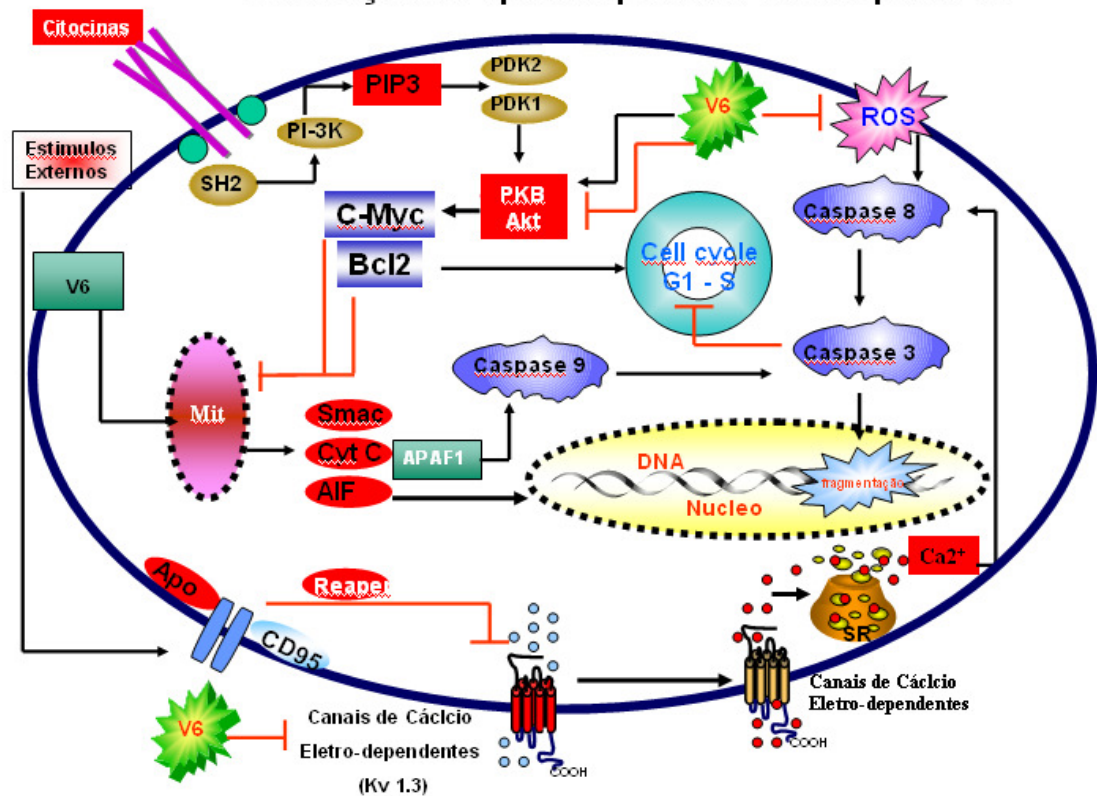 Citocinas
PIP3
PDK2
PDK1
V6
ROS
PI-3K
Estimulos
Externos
SH2
PKB
Akt
C-Myc
Bcl2
Caspase 8
Cell cycle
G1 - S
V6
Caspase 9
Caspase 3
Mit
Smac
Cyt C
APAF1
AIF
DNA
fragmentação
Nucleo
Apo
Reaper
Ca2+
CD95
SR
V6
Canais de Cáclcio
Eletro-dependentes
(Kv 1.3)
COOH
Canais de Cáclcio
Eletro-dependentes
COOH